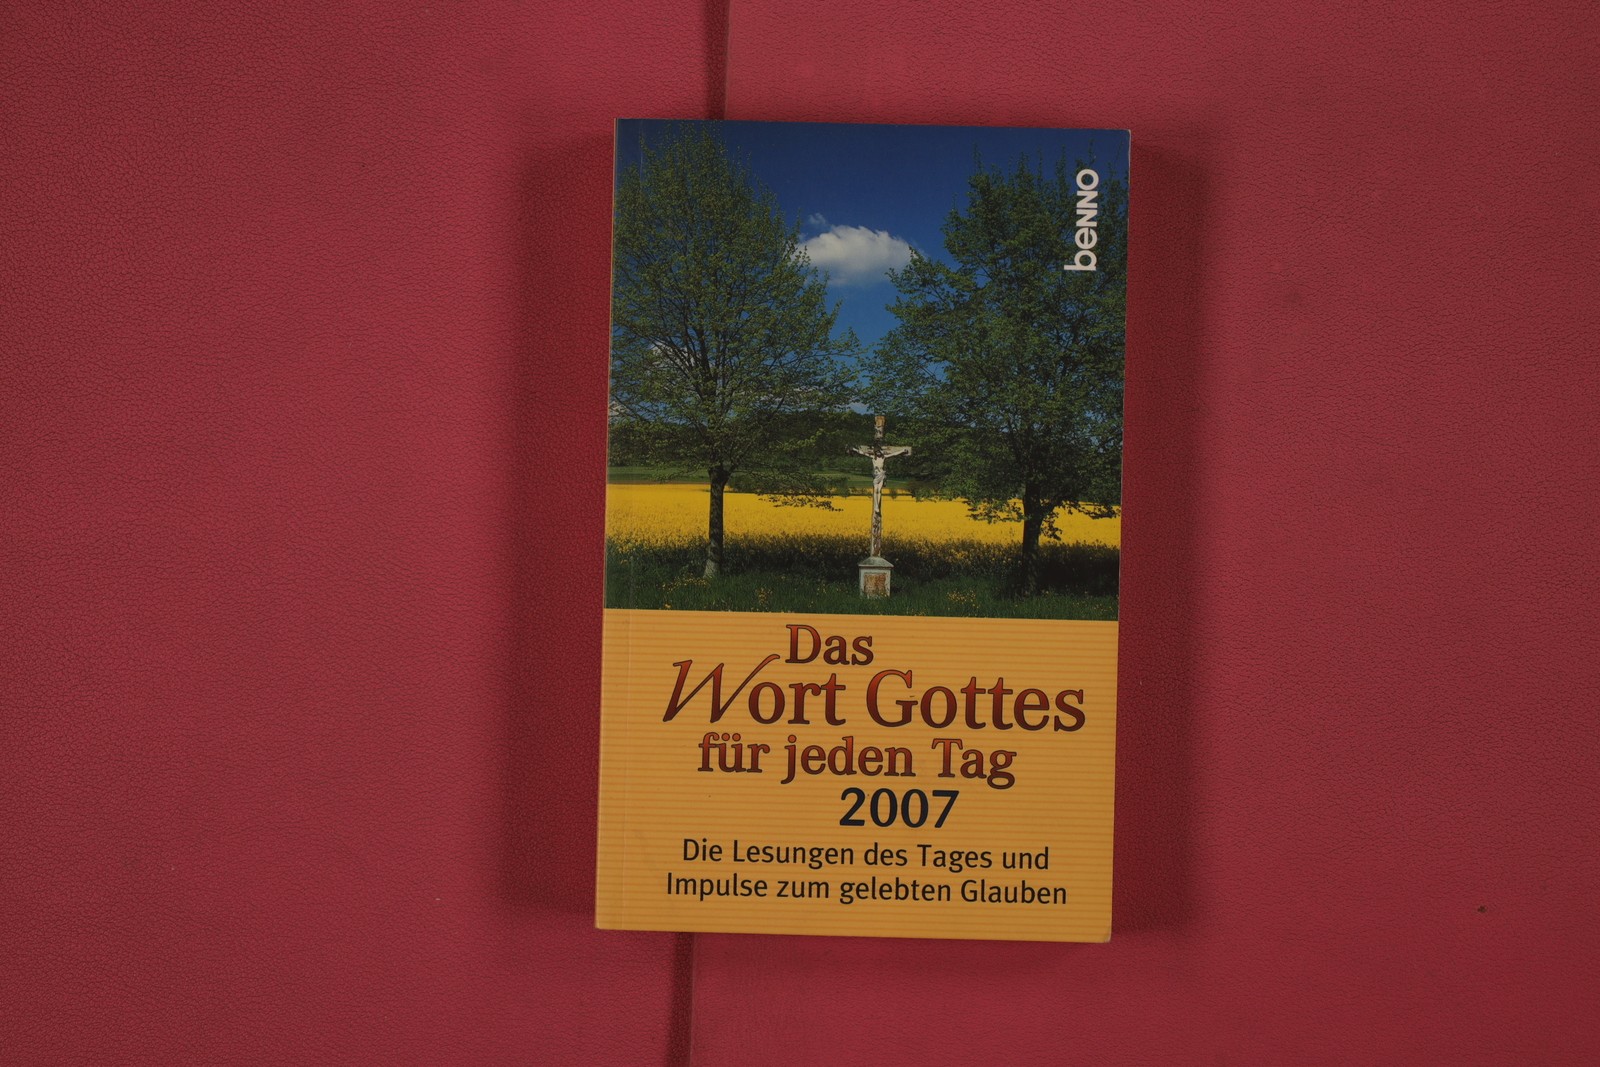 benno
Das
Wort Gottes
für jeden Tag
2007
Die Lesungen des Tages und
Impulse zum gelebten Glauben